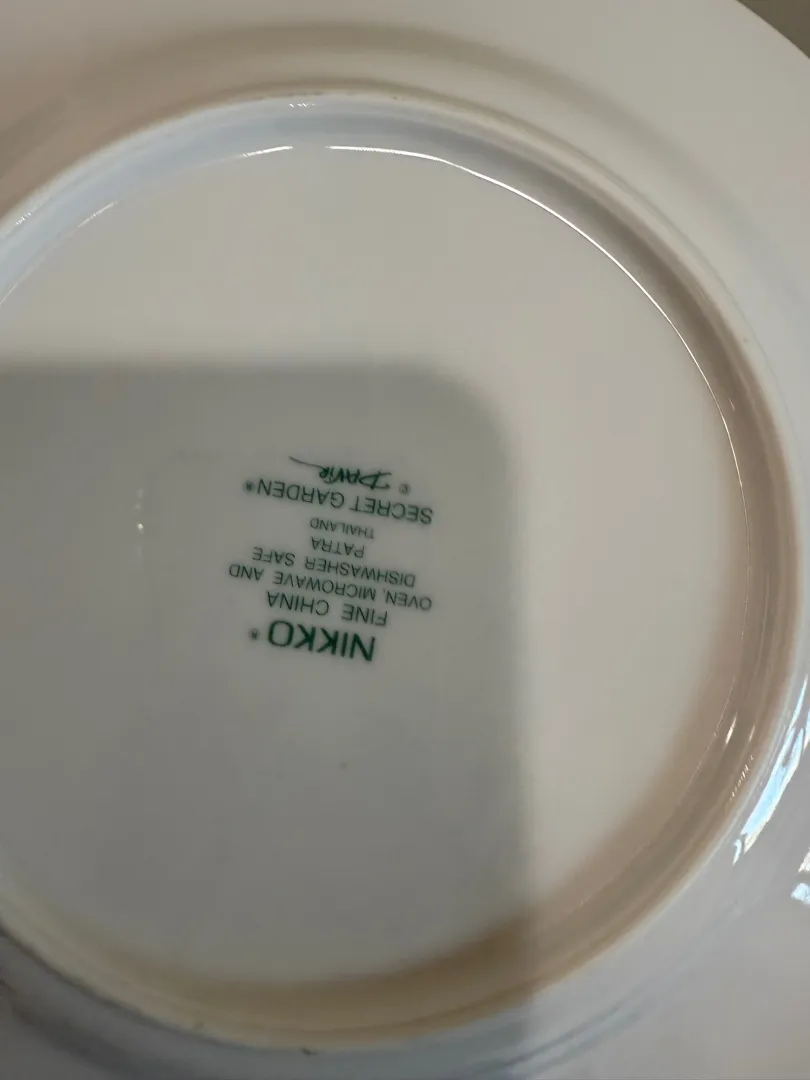 NIKKO®
FINE CHINA
OVEN, MICROWAVE AND
DISHWASHER SAFE
PATRA
THAILAND
SECRET GARDEN®
©